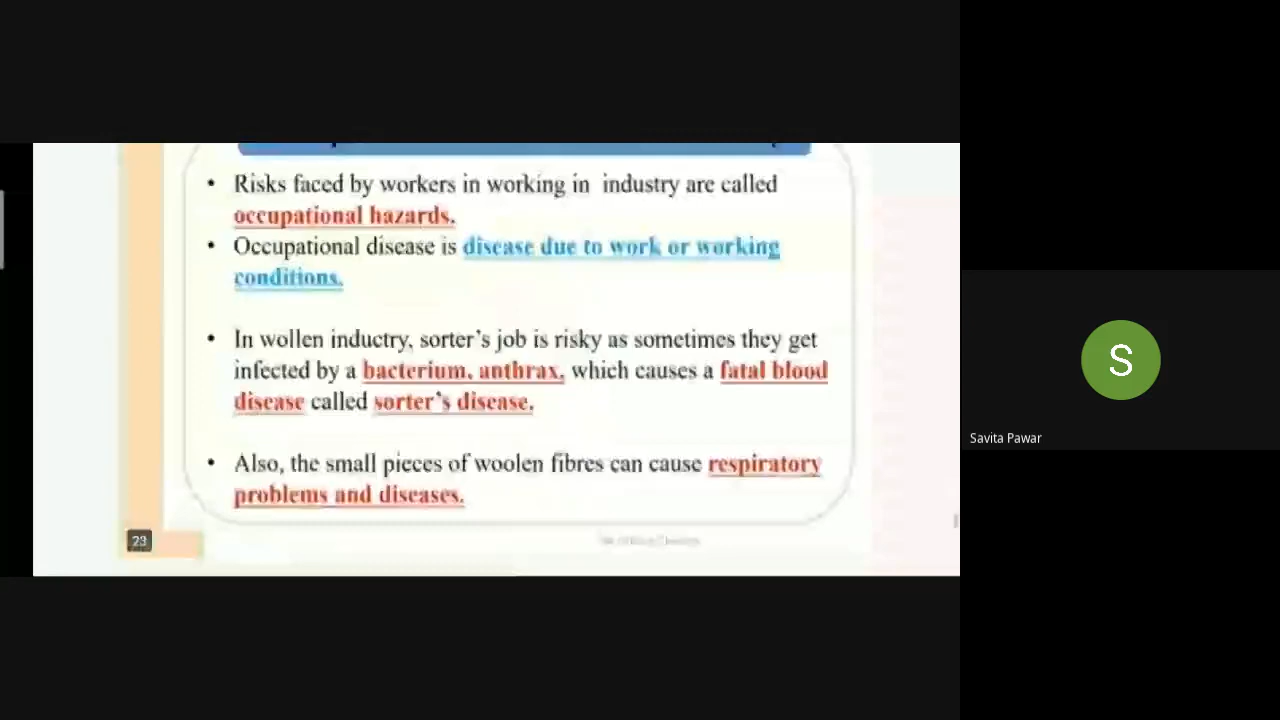 • Risks faced by workers in working in industry are called
occupational hazards.
• Occupational disease is disease due to work or working
conditions.
• In wollen industry, sorter's job is risky as sometimes they get
infected by a bacterium, anthrax, which causes a fatal blood
disease called sorter's disease.
• Also, the small pieces of woolen fibres can cause respiratory
problems and diseases.
23
S
Savita Pawar